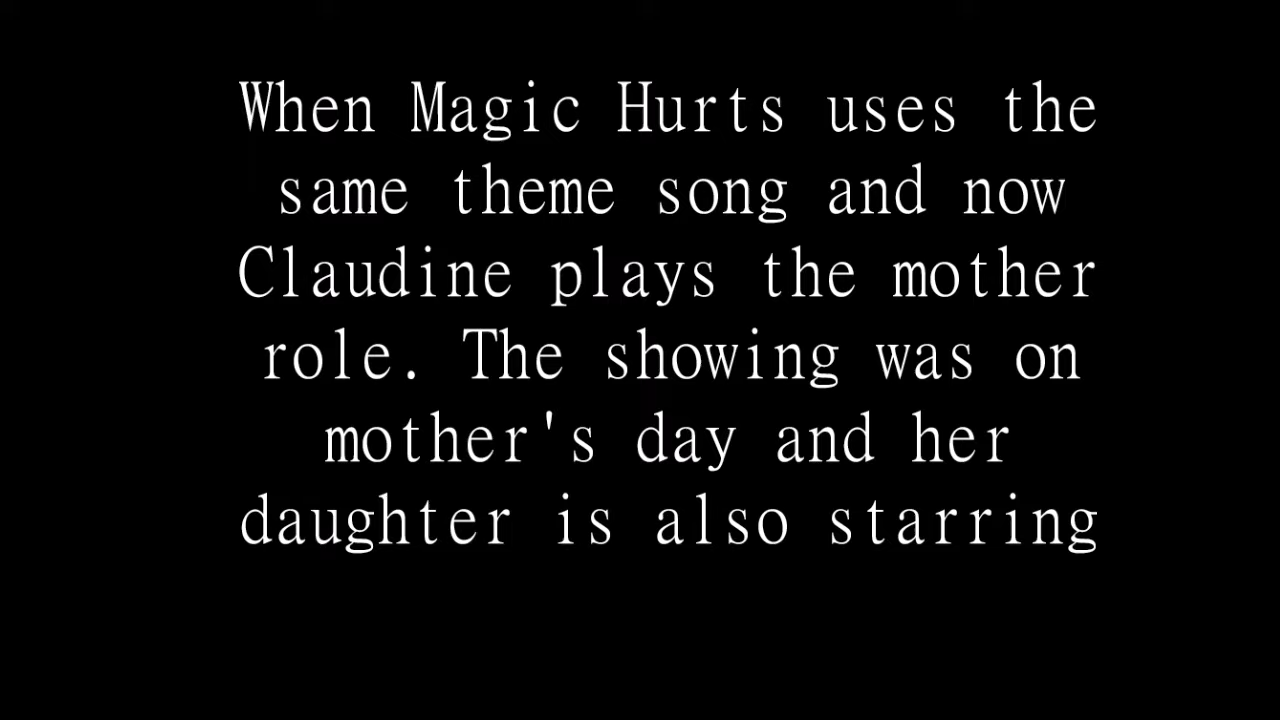 When Magic Hurts uses the
same theme song and now
Claudine plays the mother
role. The showing was on
mother's day and her
daughter is also starring